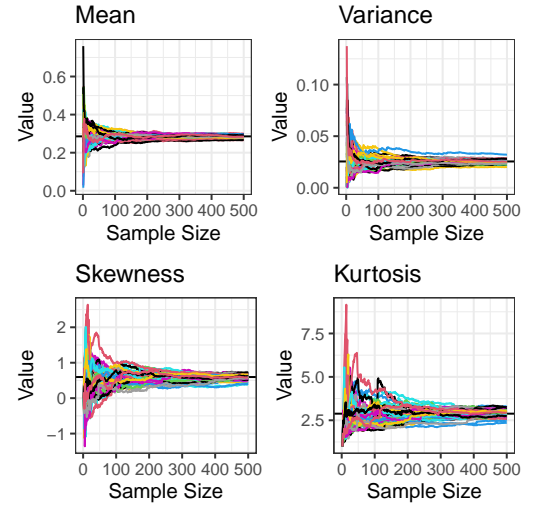 Mean
Value
0.6
0.4
0.2
0.0
0 100 200 300 400 500
Sample Size
Variance
Value
0.10
0.05
0.00
0 100 200 300 400 500
Sample Size
Skewness
Value
2
1
0
−1
0 100 200 300 400 500
Sample Size
Kurtosis
Value
7.5
5.0
2.5
0 100 200 300 400 500
Sample Size